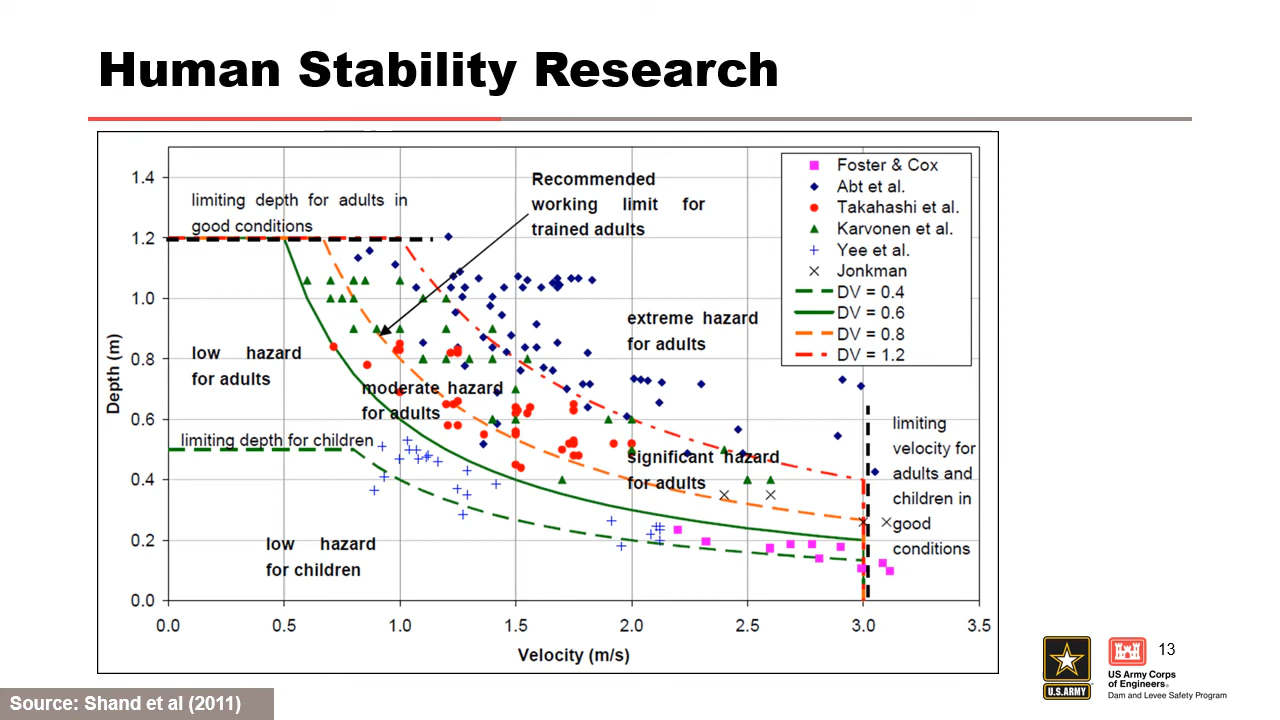 Human Stability Research
limiting depth for adults in
good conditions
Recommended
working limit for
trained adults
Foster & Cox
Abt et al.
Takahashi et al.
Karvonen et al.
Yee et al.
Jonkman
DV = 0.4
DV = 0.6
DV = 0.8
DV = 1.2
1.4
1.2
1.0
0.8
0.6
0.4
0.2
0.0
Depth (m)
low hazard
for adults
extreme hazard
for adults
moderate hazard
for adults
limiting depth for children
significant hazard
for adults
limiting
velocity for
adults and
children in
good
conditions
low hazard
for children
0.0 0.5 1.0 1.5 2.0 2.5 3.0 3.5
Velocity (m/s)
U.S. ARMY
13
US Army Corps
of Engineers®
Dam and Levee Safety Program
Source: Shand et al (2011)